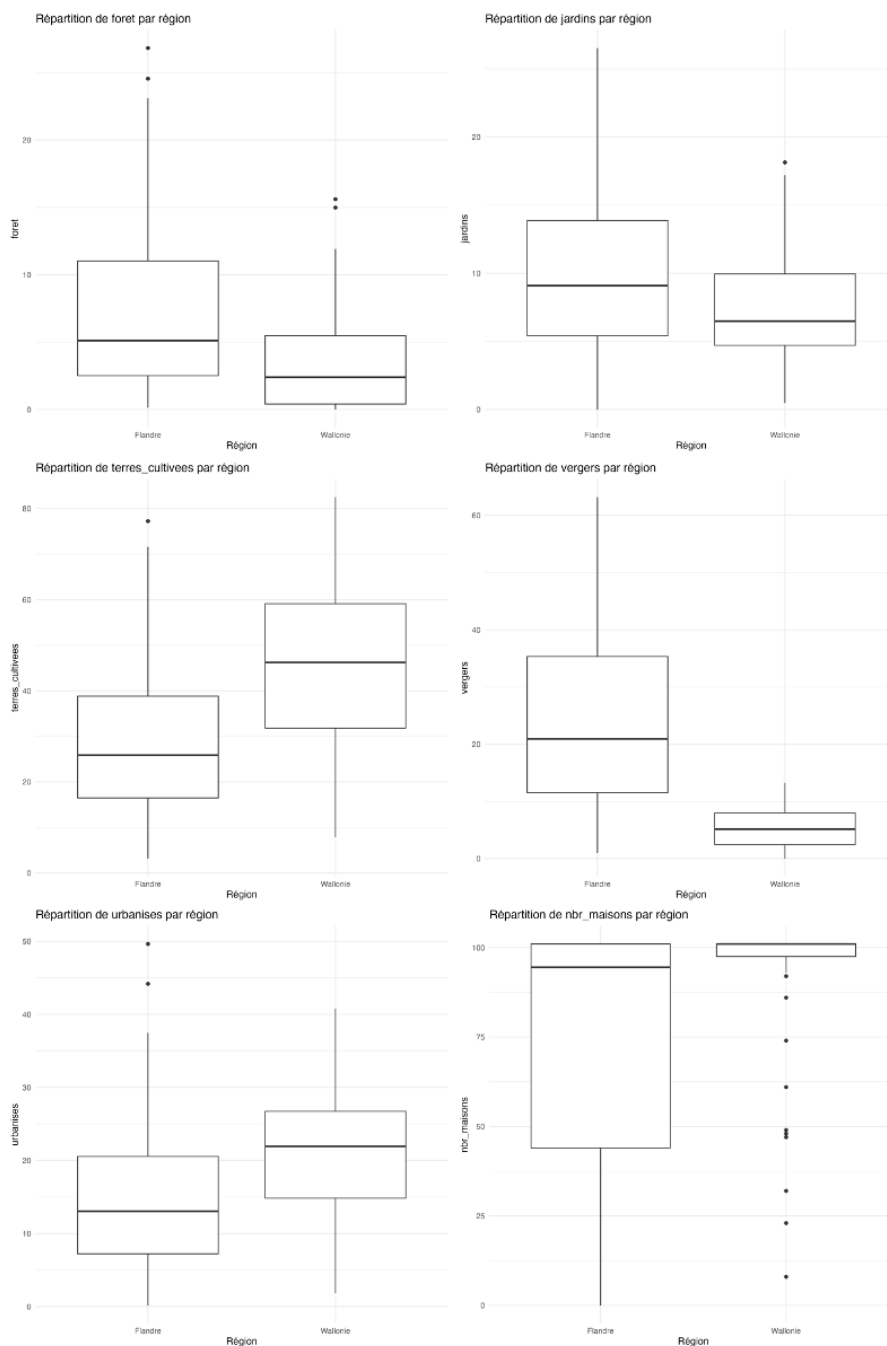 Répartition de foret par région
foret
20
10
0
Flandre
Wallonie
Région
Répartition de jardins par région
jardins
20
10
0
Flandre
Wallonie
Région
Répartition de terres_cultivees par région
terres_cultivees
80
60
40
20
0
Flandre
Wallonie
Région
Répartition de vergers par région
vergers
60
40
20
0
Flandre
Wallonie
Région
Répartition de urbanises par région
urbanises
50
40
30
20
10
0
Flandre
Wallonie
Région
Répartition de nbr_maisons par région
nbr_maisons
100
75
50
25
0
Flandre
Wallonie
Région